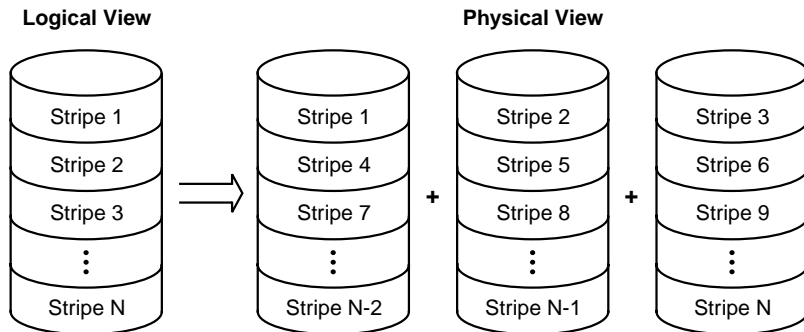 Logical View
Physical View
Stripe 1
Stripe 2
Stripe 3
⋮
Stripe N
Stripe 1
Stripe 4
Stripe 7
⋮
Stripe N-2
+
Stripe 2
Stripe 5
Stripe 8
⋮
Stripe N-1
+
Stripe 3
Stripe 6
Stripe 9
⋮
Stripe N